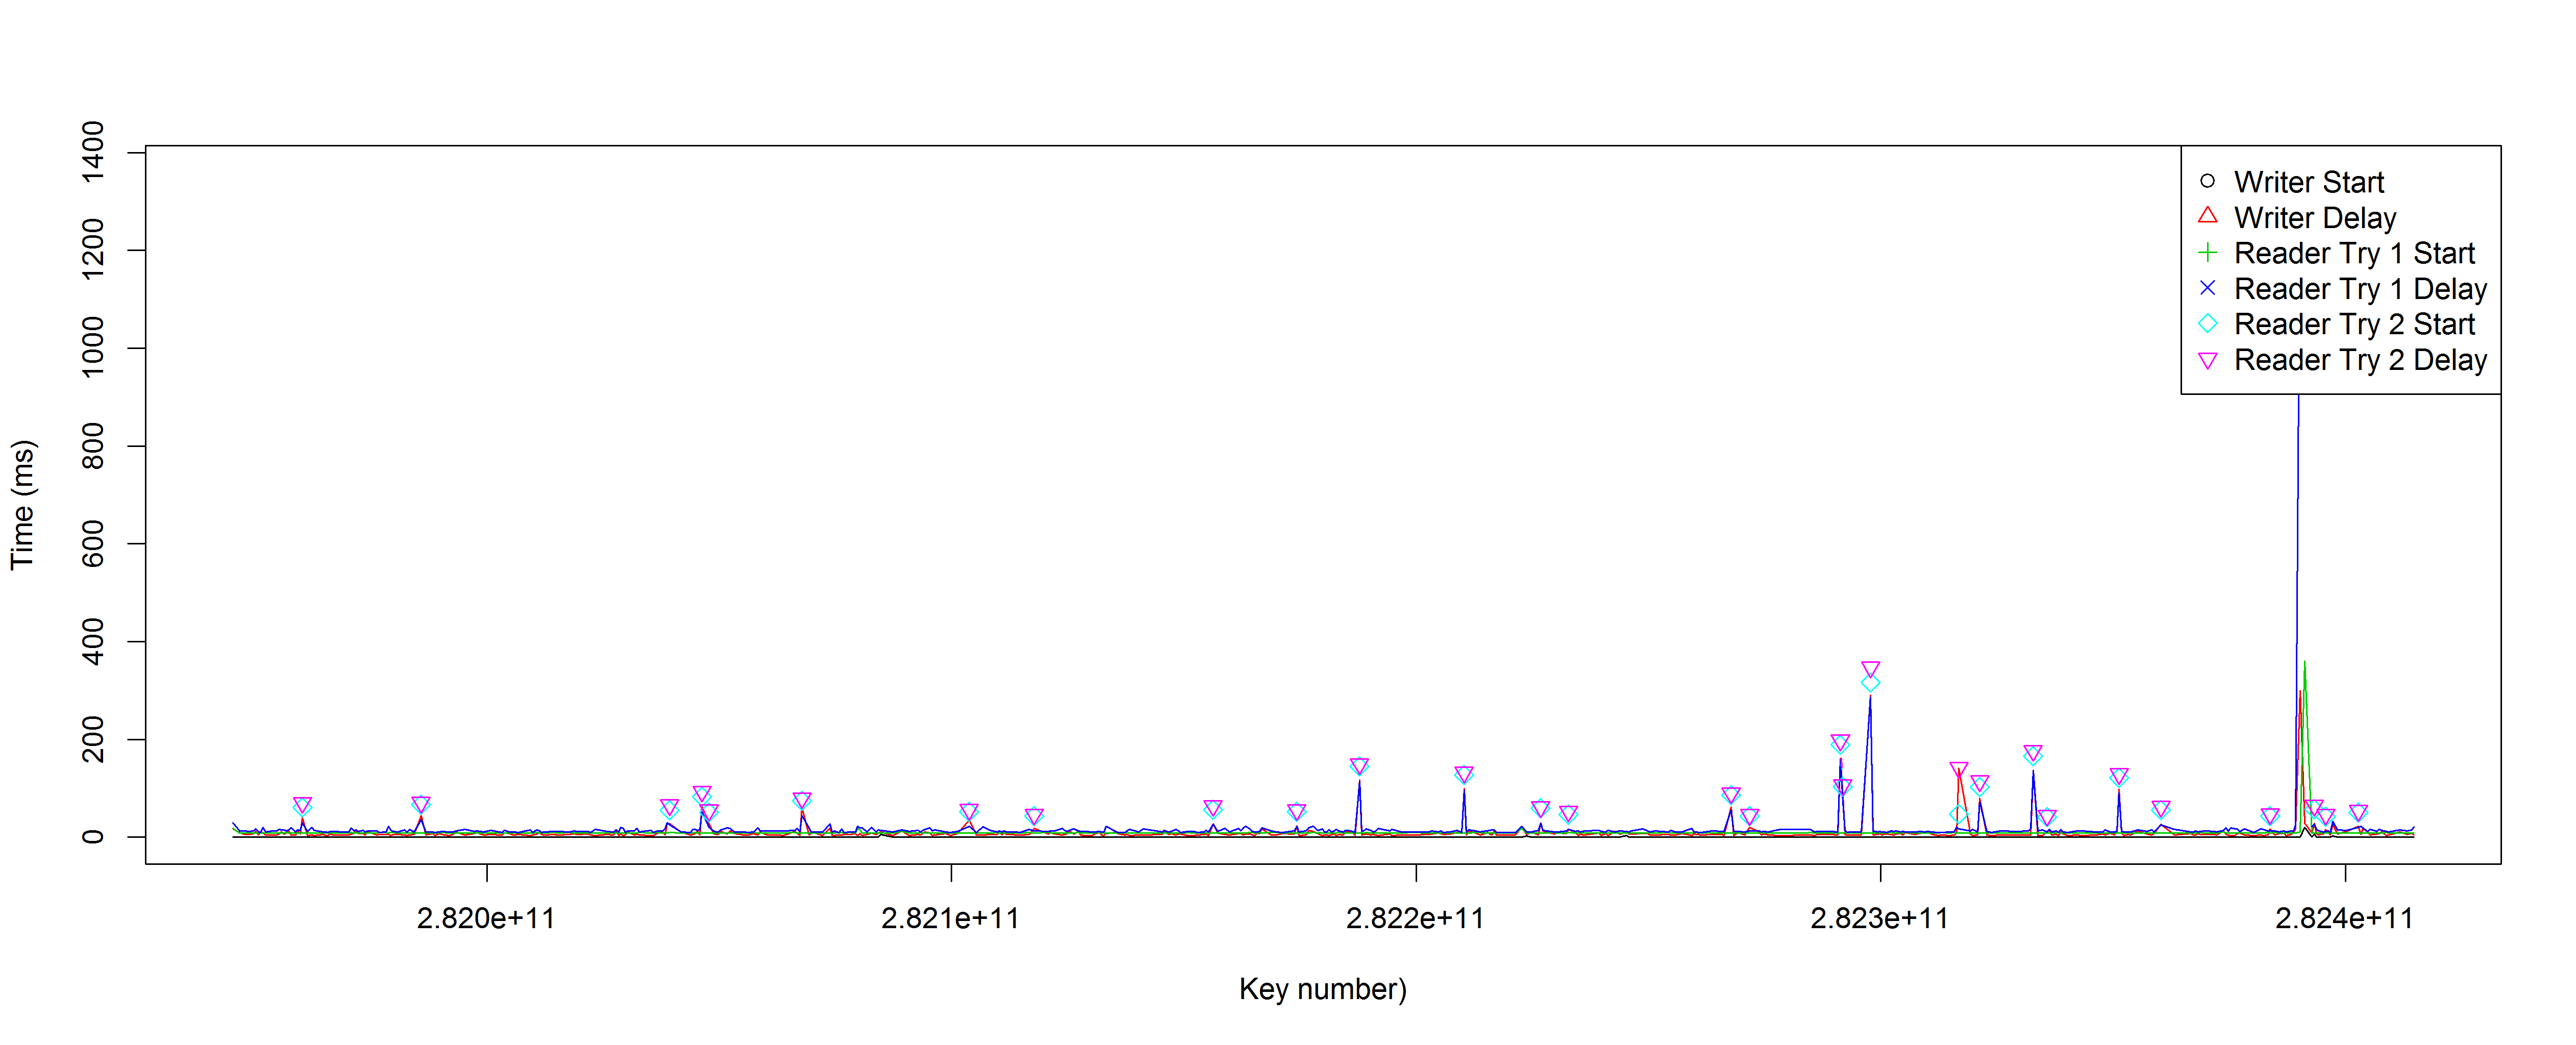 1400
1200
1000
800
600
400
200
0
Time (ms)
Writer Start
Writer Delay
Reader Try 1 Start
Reader Try 1 Delay
Reader Try 2 Start
Reader Try 2 Delay
2.820e+11 2.821e+11 2.822e+11 2.823e+11 2.824e+11
Key number)